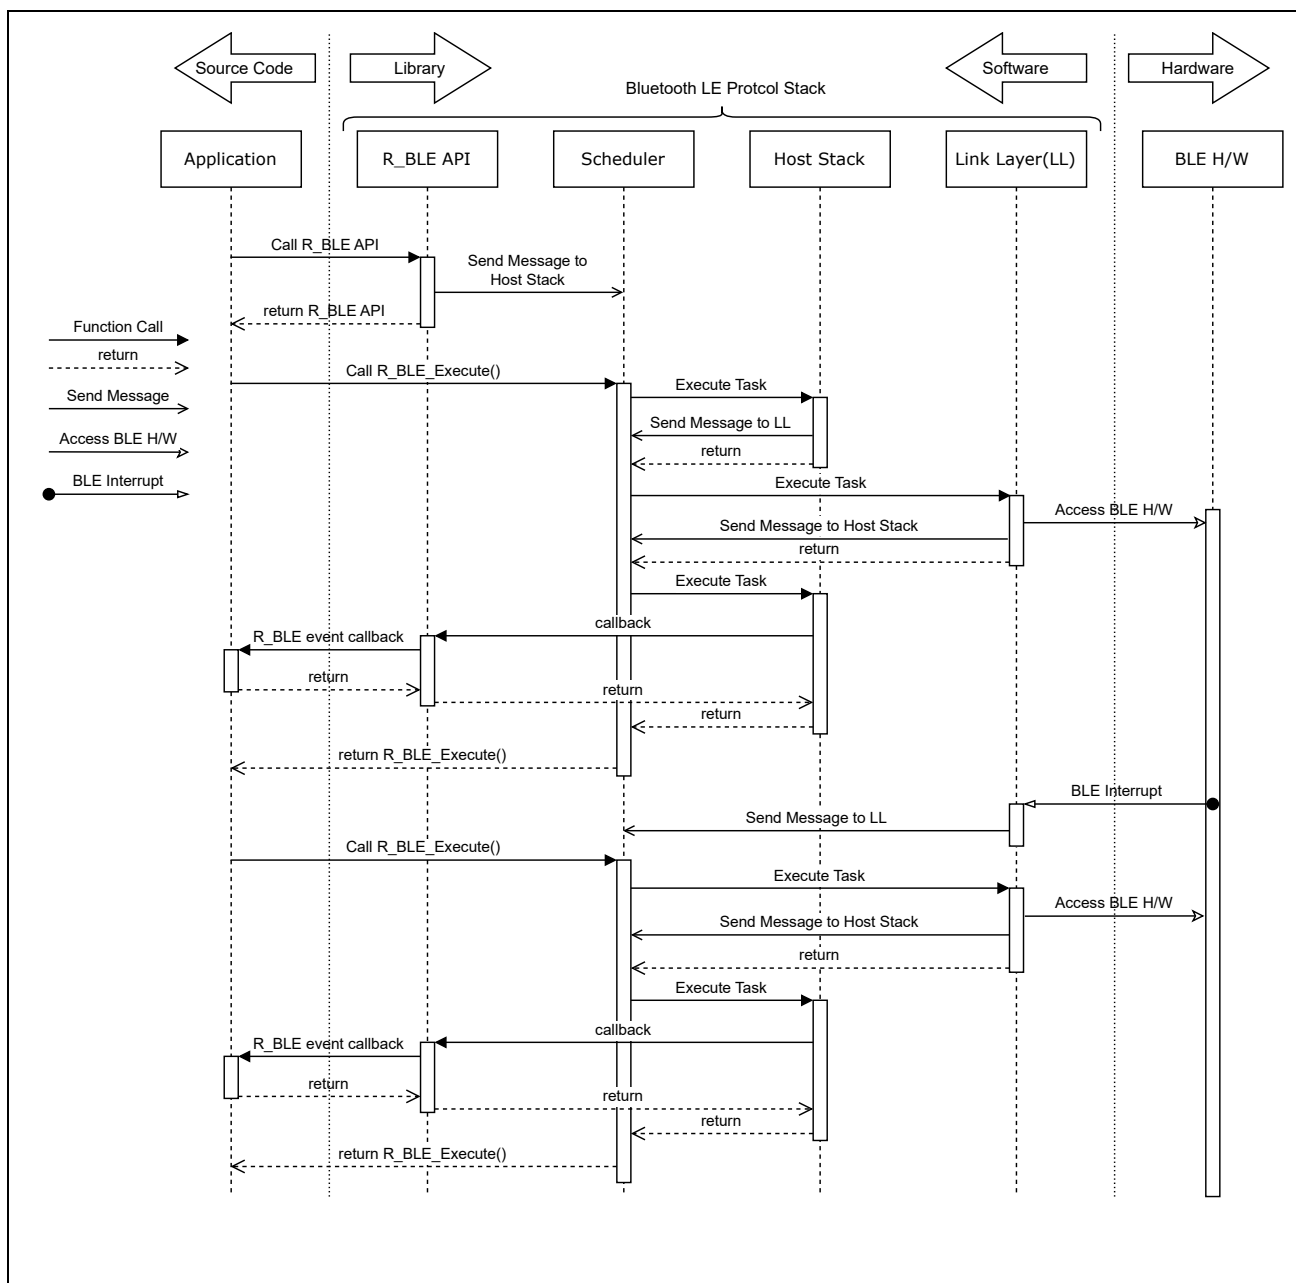 Source Code
Library
Software
Hardware
Bluetooth LE Protcol Stack
Application
R_BLE API
Scheduler
Host Stack
Link Layer(LL)
BLE H/W
Call R_BLE API
Send Message to
Host Stack
return R_BLE API
Function Call
return
Send Message
Access BLE H/W
BLE Interrupt
Call R_BLE_Execute()
Execute Task
Send Message to LL
return
Execute Task
Access BLE H/W
Send Message to Host Stack
return
Execute Task
callback
R_BLE event callback
return
return
return
return R_BLE_Execute()
BLE Interrupt
Send Message to LL
Call R_BLE_Execute()
Execute Task
Access BLE H/W
Send Message to Host Stack
return
Execute Task
callback
R_BLE event callback
return
return
return
return R_BLE_Execute()